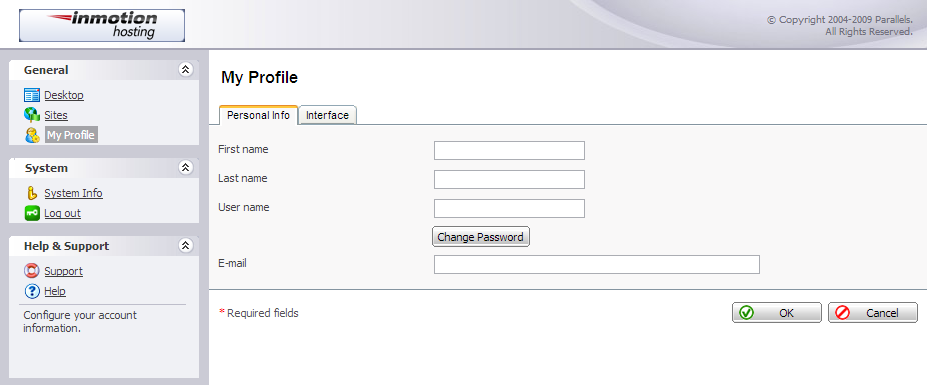 inmotion
hosting
© Copyright 2004-2009 Parallels.
All Rights Reserved.
General
Desktop
Sites
My Profile
System
System Info
Log out
Help & Support
Support
Help
Configure your account
information.
My Profile
Personal Info
Interface
First name
Last name
User name
Change Password
E-mail
* Required fields
OK
Cancel